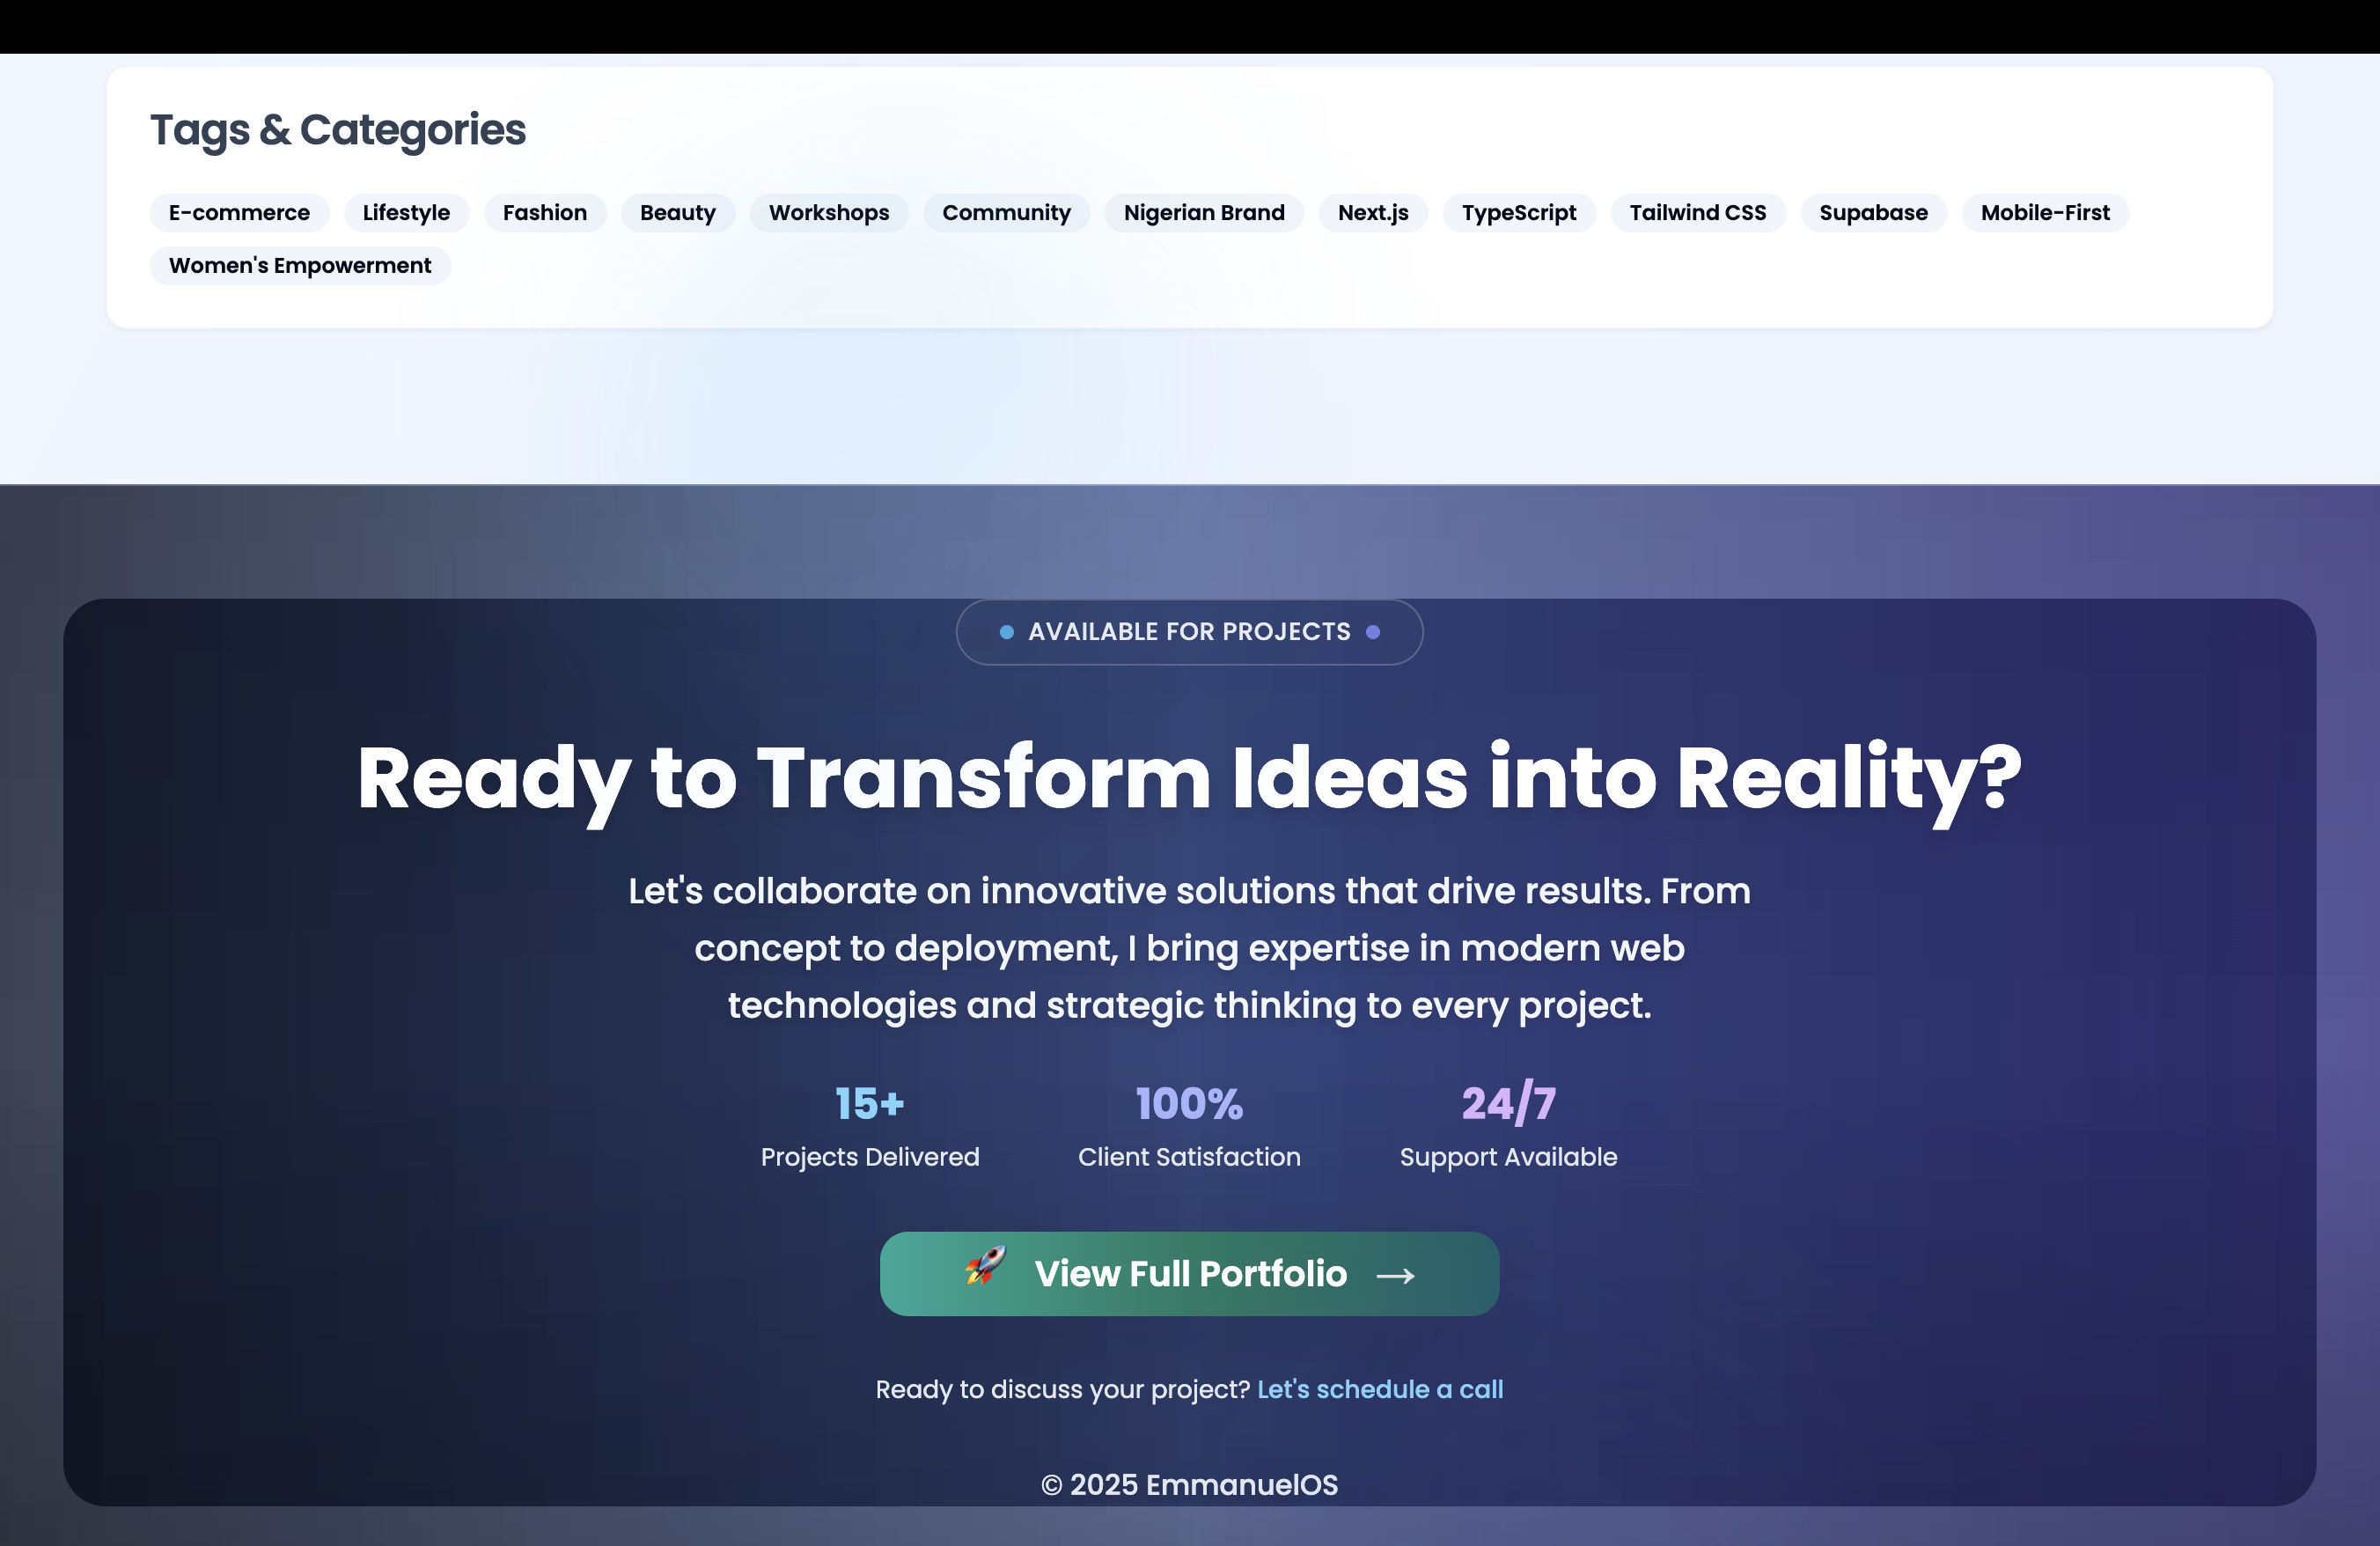 Tags & Categories
E-commerce Lifestyle Fashion Beauty Workshops Community Nigerian Brand Next.js TypeScript Tailwind CSS Supabase Mobile-First
Women's Empowerment
AVAILABLE FOR PROJECTS
Ready to Transform Ideas into Reality?
Let's collaborate on innovative solutions that drive results. From
concept to deployment, I bring expertise in modern web
technologies and strategic thinking to every project.
15+ 100% 24/7
Projects Delivered Client Satisfaction Support Available
🚀 View Full Portfolio →
Ready to discuss your project? Let's schedule a call
© 2025 EmmanuelOS